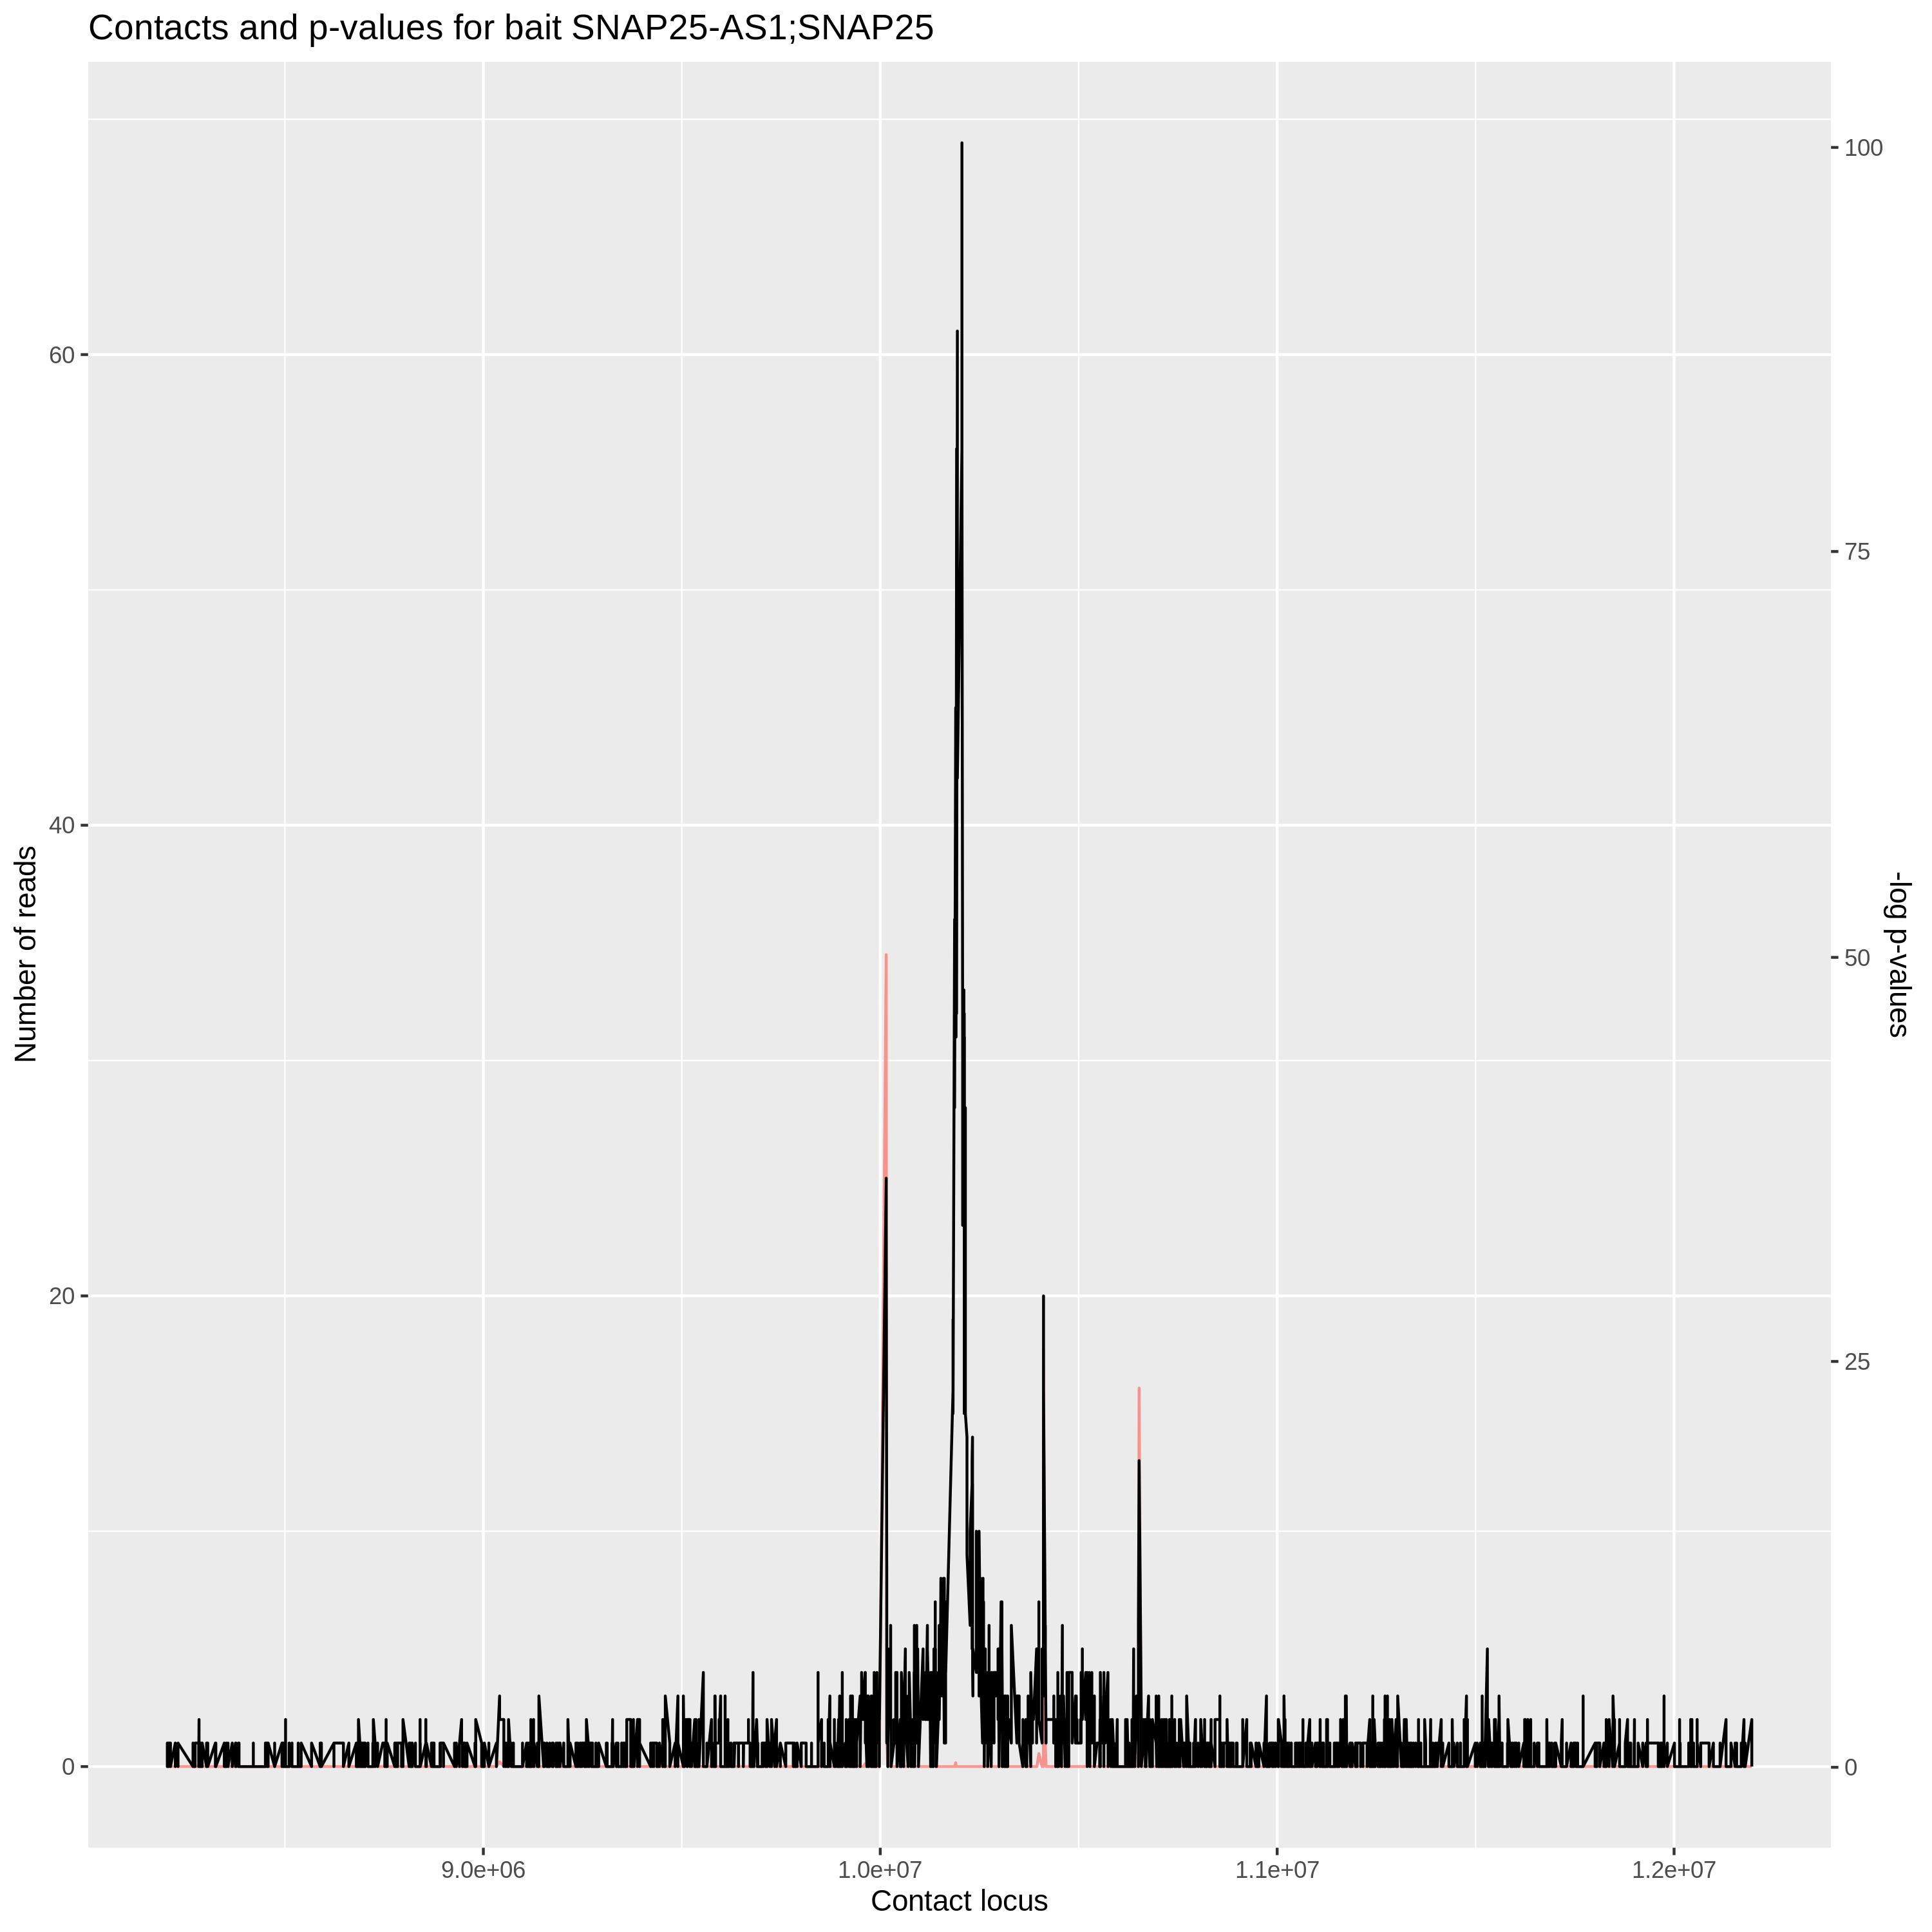 Contacts and p-values for bait SNAP25-AS1;SNAP25
60
40
20
0
Number of reads
100
75
50
25
0
-log p-values
9.0e+06
1.0e+07
1.1e+07
1.2e+07
Contact locus